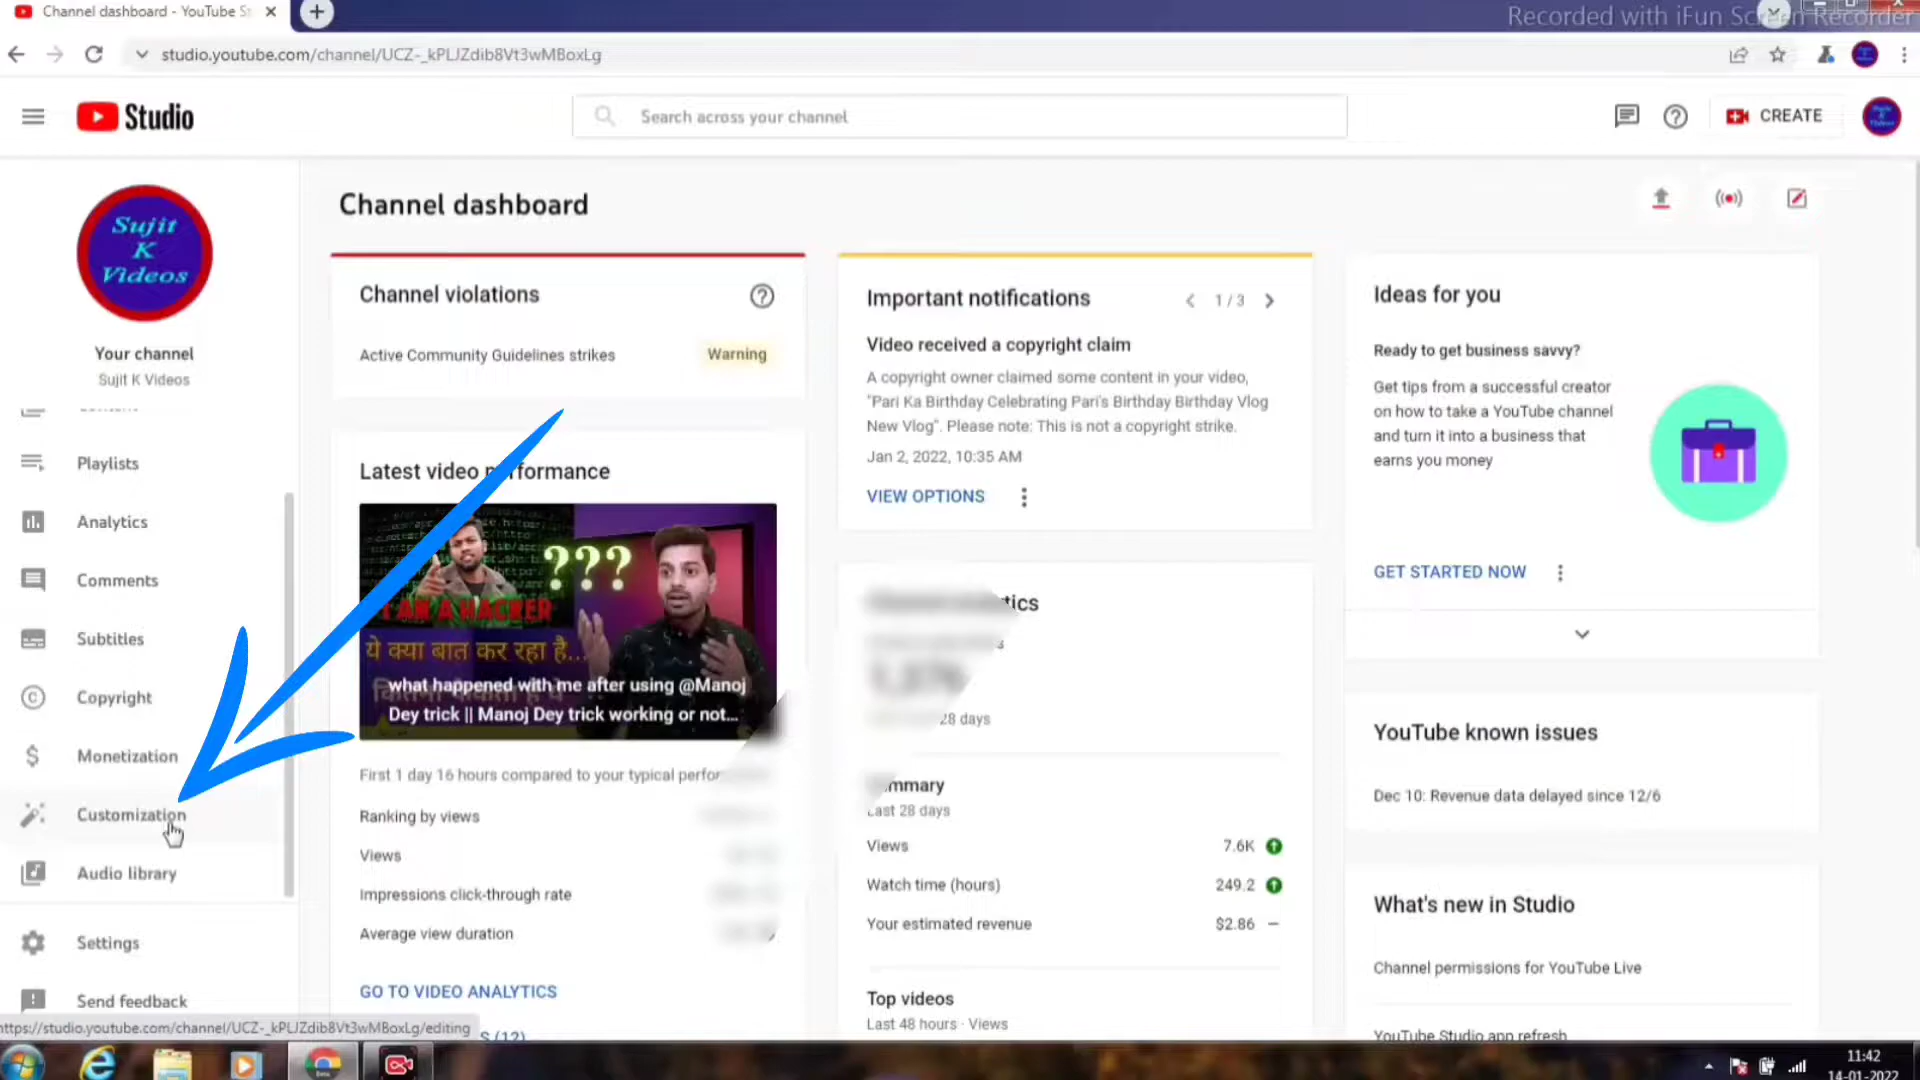 Channel dashboard - YouTube St
Recorded with iFun Screen Recorder
studio.youtube.com/channel/UCZ-_kPLJZdib8Vt3wMBoxLg
Studio
Search across your channel
CREATE
Sujit
K
Videos
Your channel
Sujit K Videos
Playlists
Analytics
Comments
Subtitles
Copyright
Monetization
Customization
Audio library
Settings
Send feedback
https://studio.youtube.com/channel/UCZ-_kPLJZdib8Vt3wMBoxLg/editing
Channel dashboard
Channel violations
Active Community Guidelines strikes
Warning
Latest video performance
???
I AM A HACKER
ये क्या बात कर रहा है...
what happened with me after using @Manoj
Dey trick || Manoj Dey trick working or not...
First 1 day 16 hours compared to your typical perfor
Ranking by views
Views
Impressions click-through rate
Average view duration
GO TO VIDEO ANALYTICS
S (12)
Important notifications
1 / 3
Video received a copyright claim
A copyright owner claimed some content in your video,
"Pari Ka Birthday Celebrating Pari's Birthday Birthday Vlog
New Vlog". Please note: This is not a copyright strike.
Jan 2, 2022, 10:35 AM
VIEW OPTIONS
tics
28 days
mmary
Last 28 days
Views
7.6K
Watch time (hours)
249.2
Your estimated revenue
$2.86 —
Top videos
Last 48 hours · Views
Ideas for you
Ready to get business savvy?
Get tips from a successful creator
on how to take a YouTube channel
and turn it into a business that
earns you money
GET STARTED NOW
YouTube known issues
Dec 10: Revenue data delayed since 12/6
What's new in Studio
Channel permissions for YouTube Live
YouTube Studio app refresh
11:42
14-01-2022